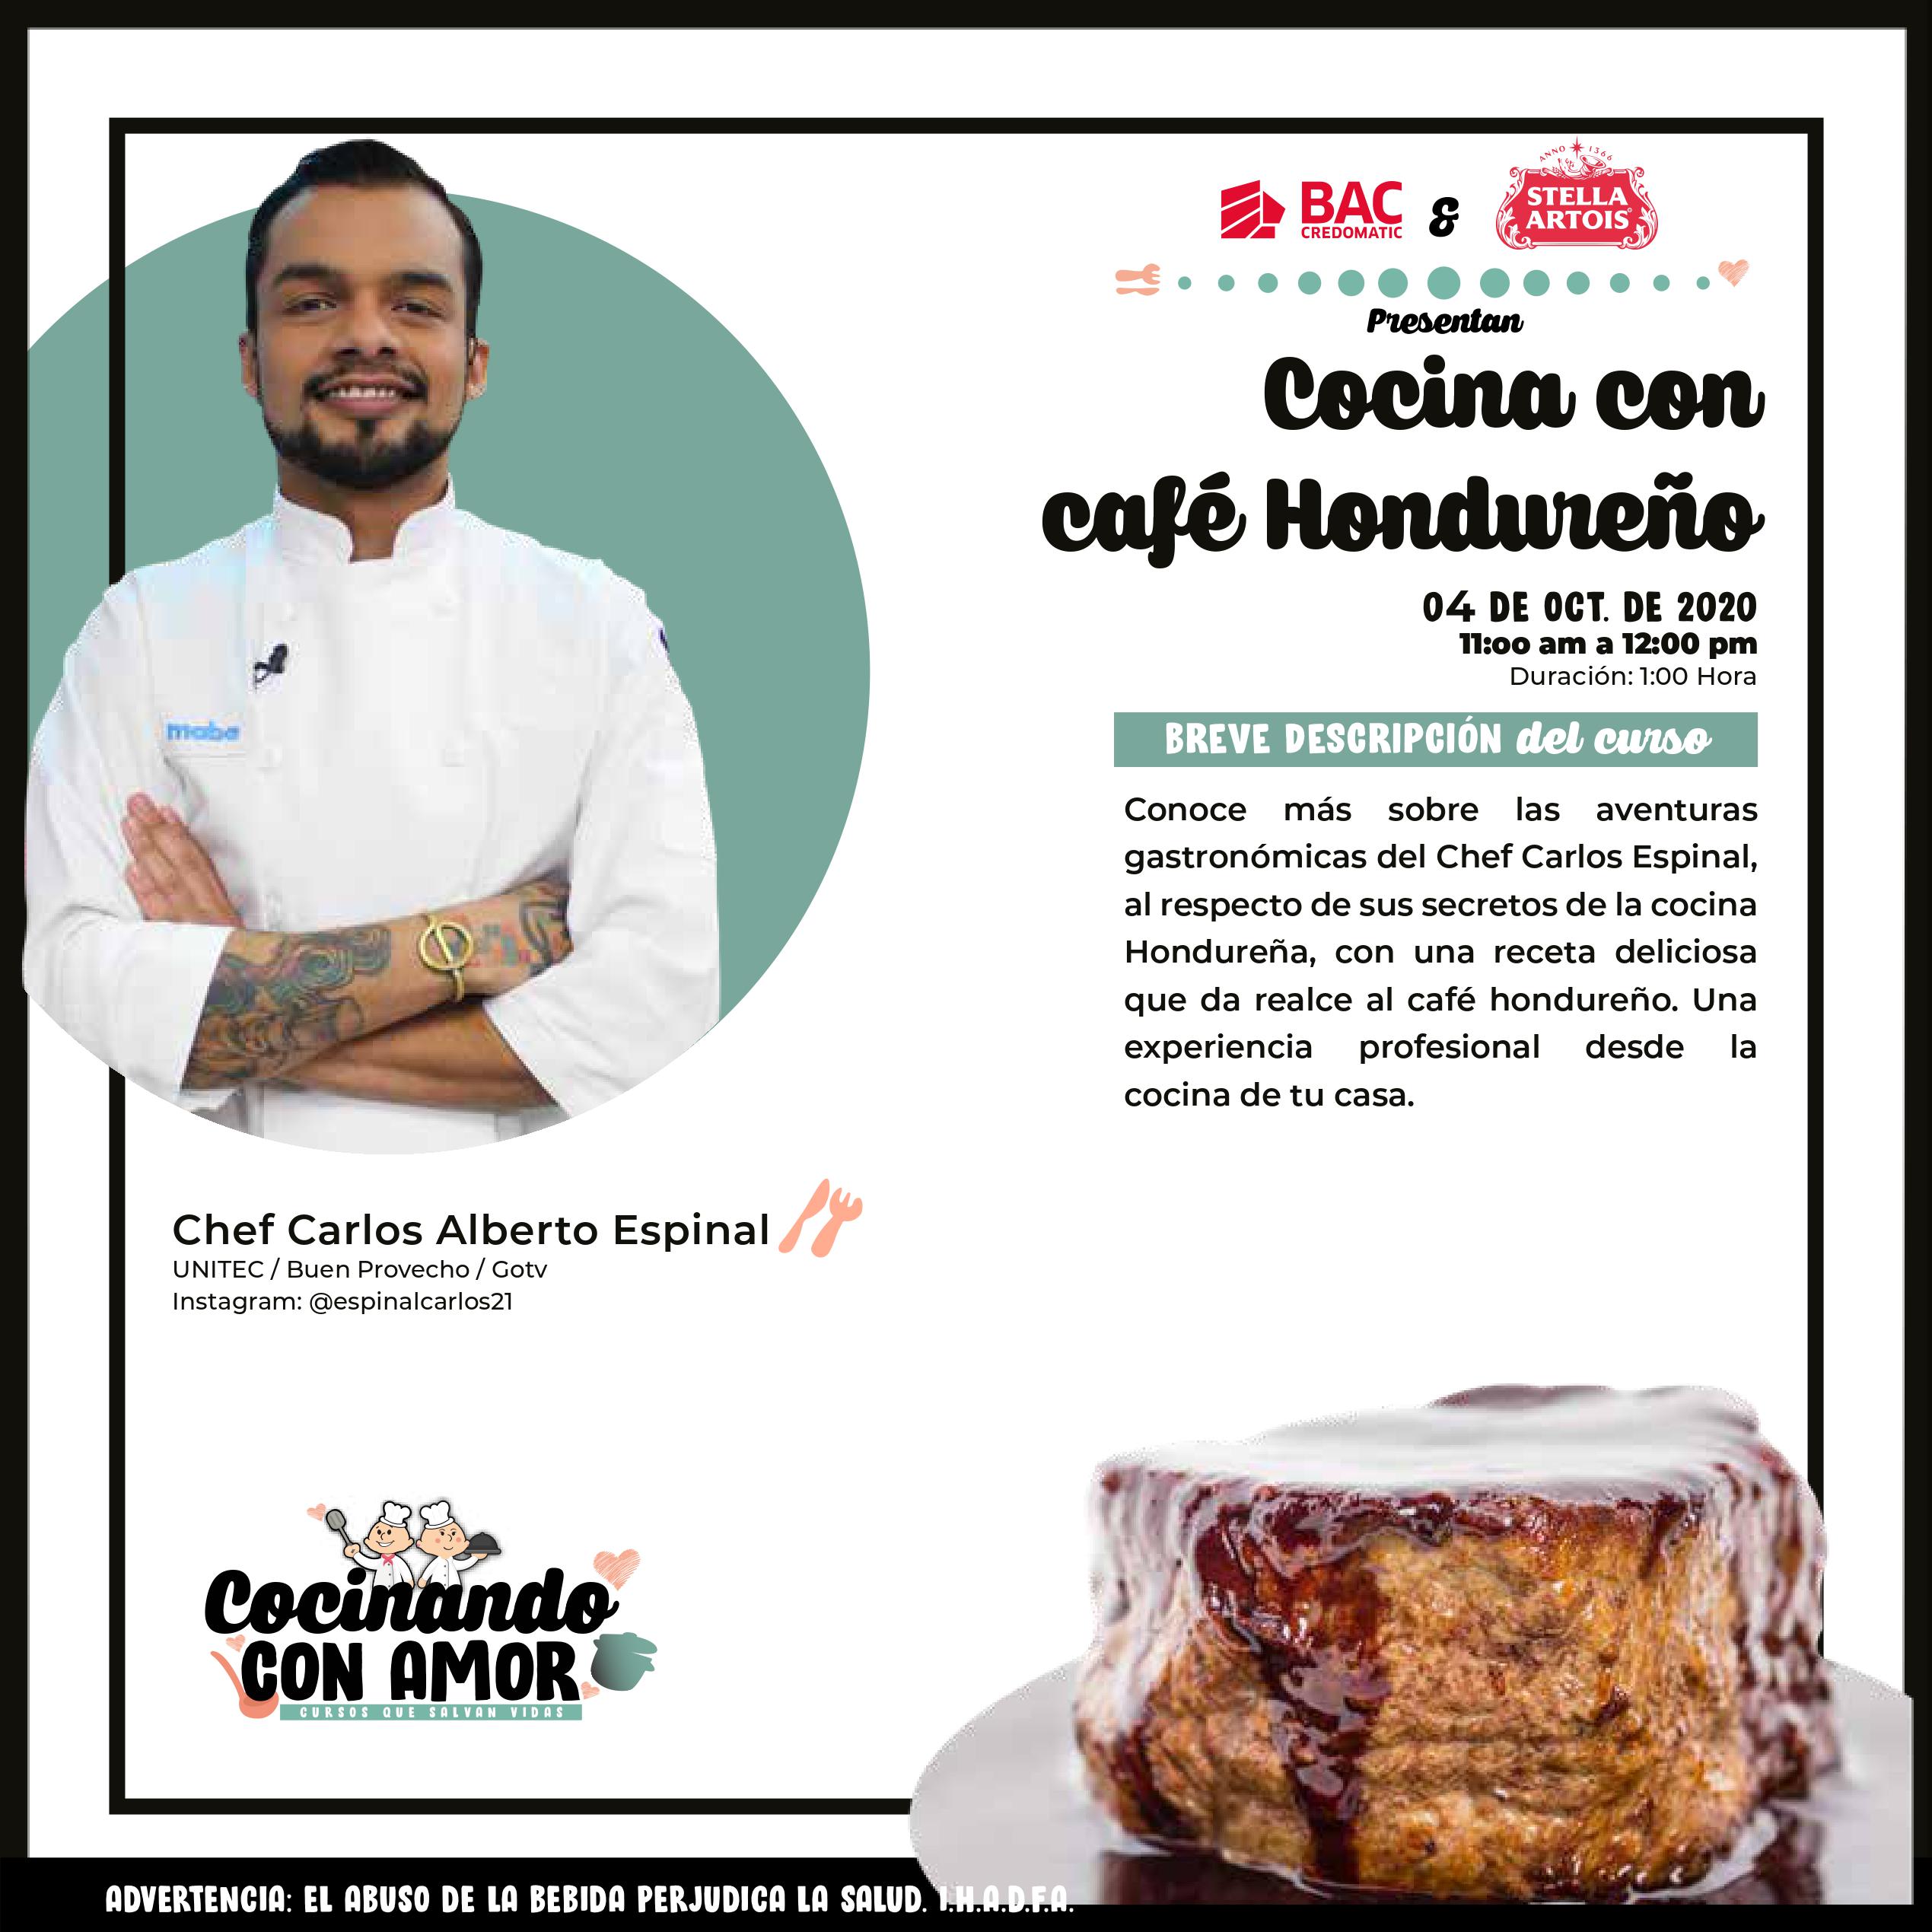 BAC
CREDOMATIC
&
ANNO 1366
STELLA
ARTOIS
Presentan
Cocina con
café Hondureño
04 DE OCT. DE 2020
11:oo am a 12:00 pm
Duración: 1:00 Hora
BREVE DESCRIPCIÓN del curso
Conoce más sobre las aventuras
gastronómicas del Chef Carlos Espinal,
al respecto de sus secretos de la cocina
Hondureña, con una receta deliciosa
que da realce al café hondureño. Una
experiencia profesional desde la
cocina de tu casa.
mabe
Chef Carlos Alberto Espinal
UNITEC / Buen Provecho / Gotv
Instagram: @espinalcarlos21
Cocinando
CON AMOR
CURSOS QUE SALVAN VIDAS
ADVERTENCIA: EL ABUSO DE LA BEBIDA PERJUDICA LA SALUD. I.H.A.D.F.A.